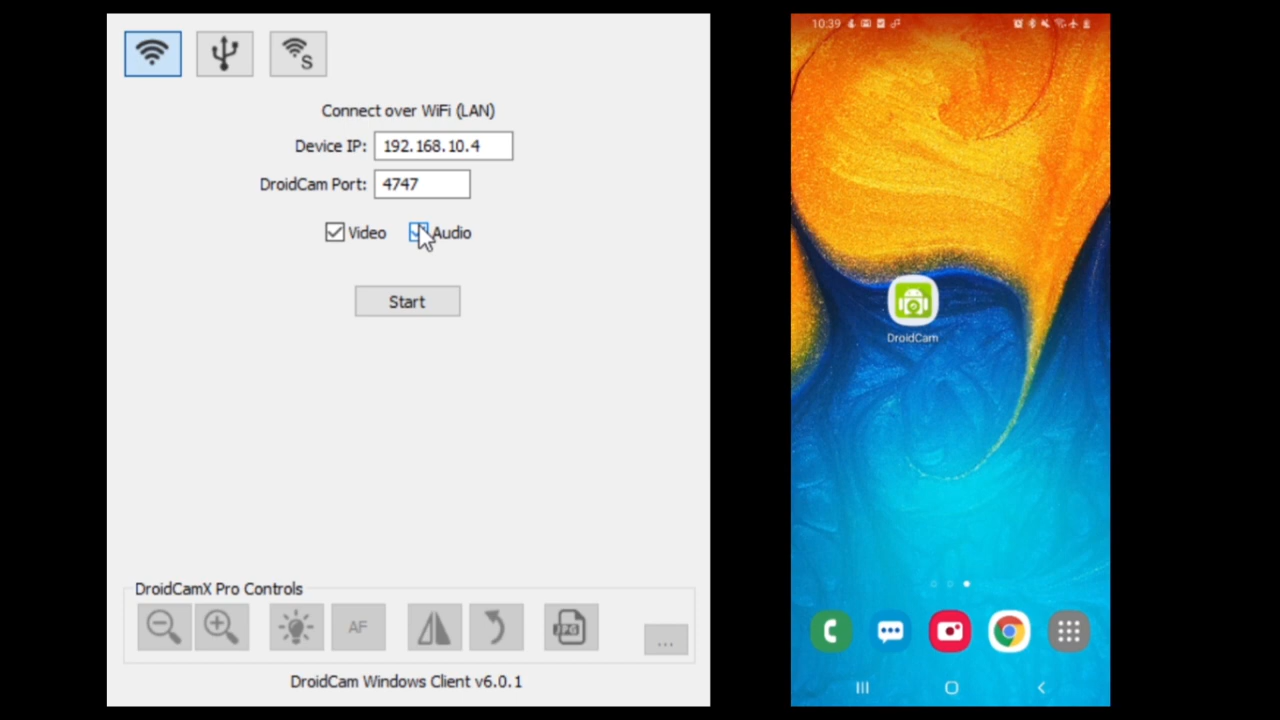 S
Connect over WiFi (LAN)
Device IP: 192.168.10.4
DroidCam Port: 4747
Video Audio
Start
DroidCamX Pro Controls
AF
JPG
...
DroidCam Windows Client v6.0.1
10:39
DroidCam